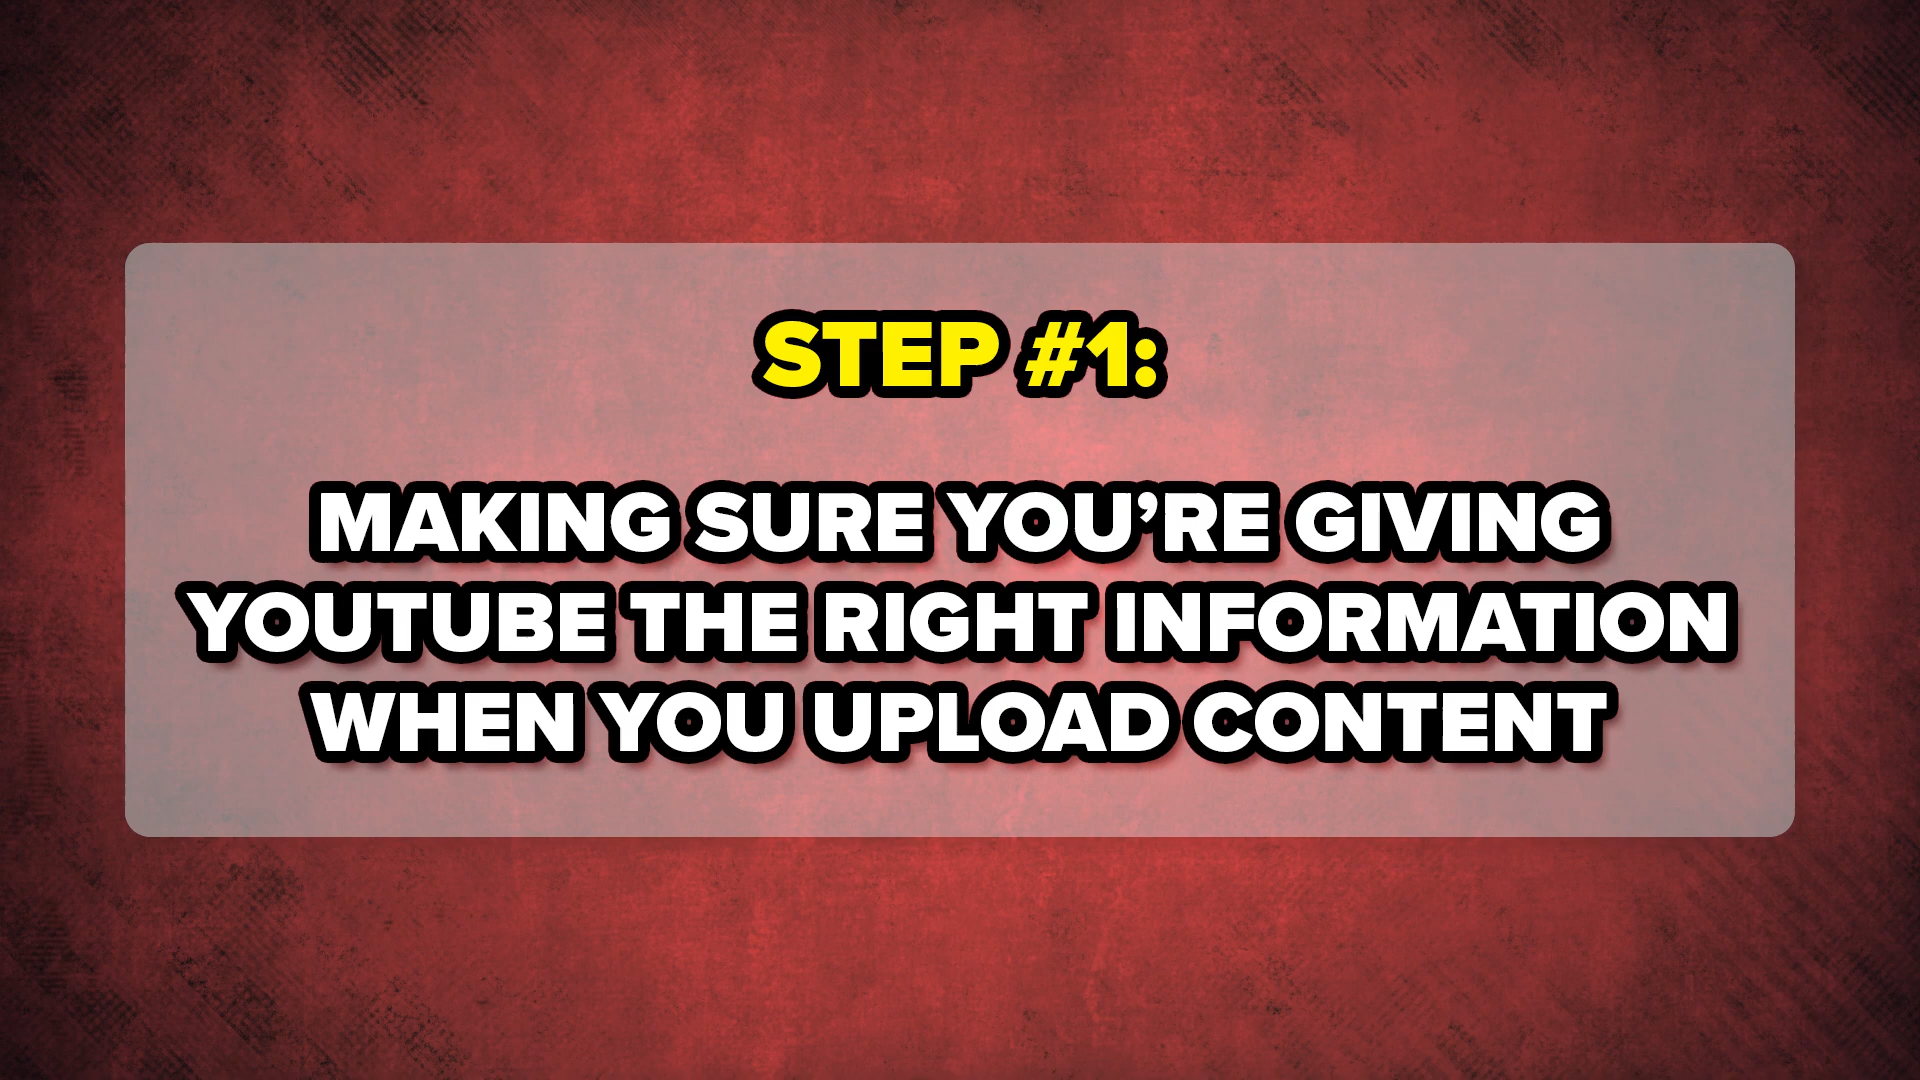 STEP #1:
MAKING SURE YOU’RE GIVING
YOUTUBE THE RIGHT INFORMATION
WHEN YOU UPLOAD CONTENT